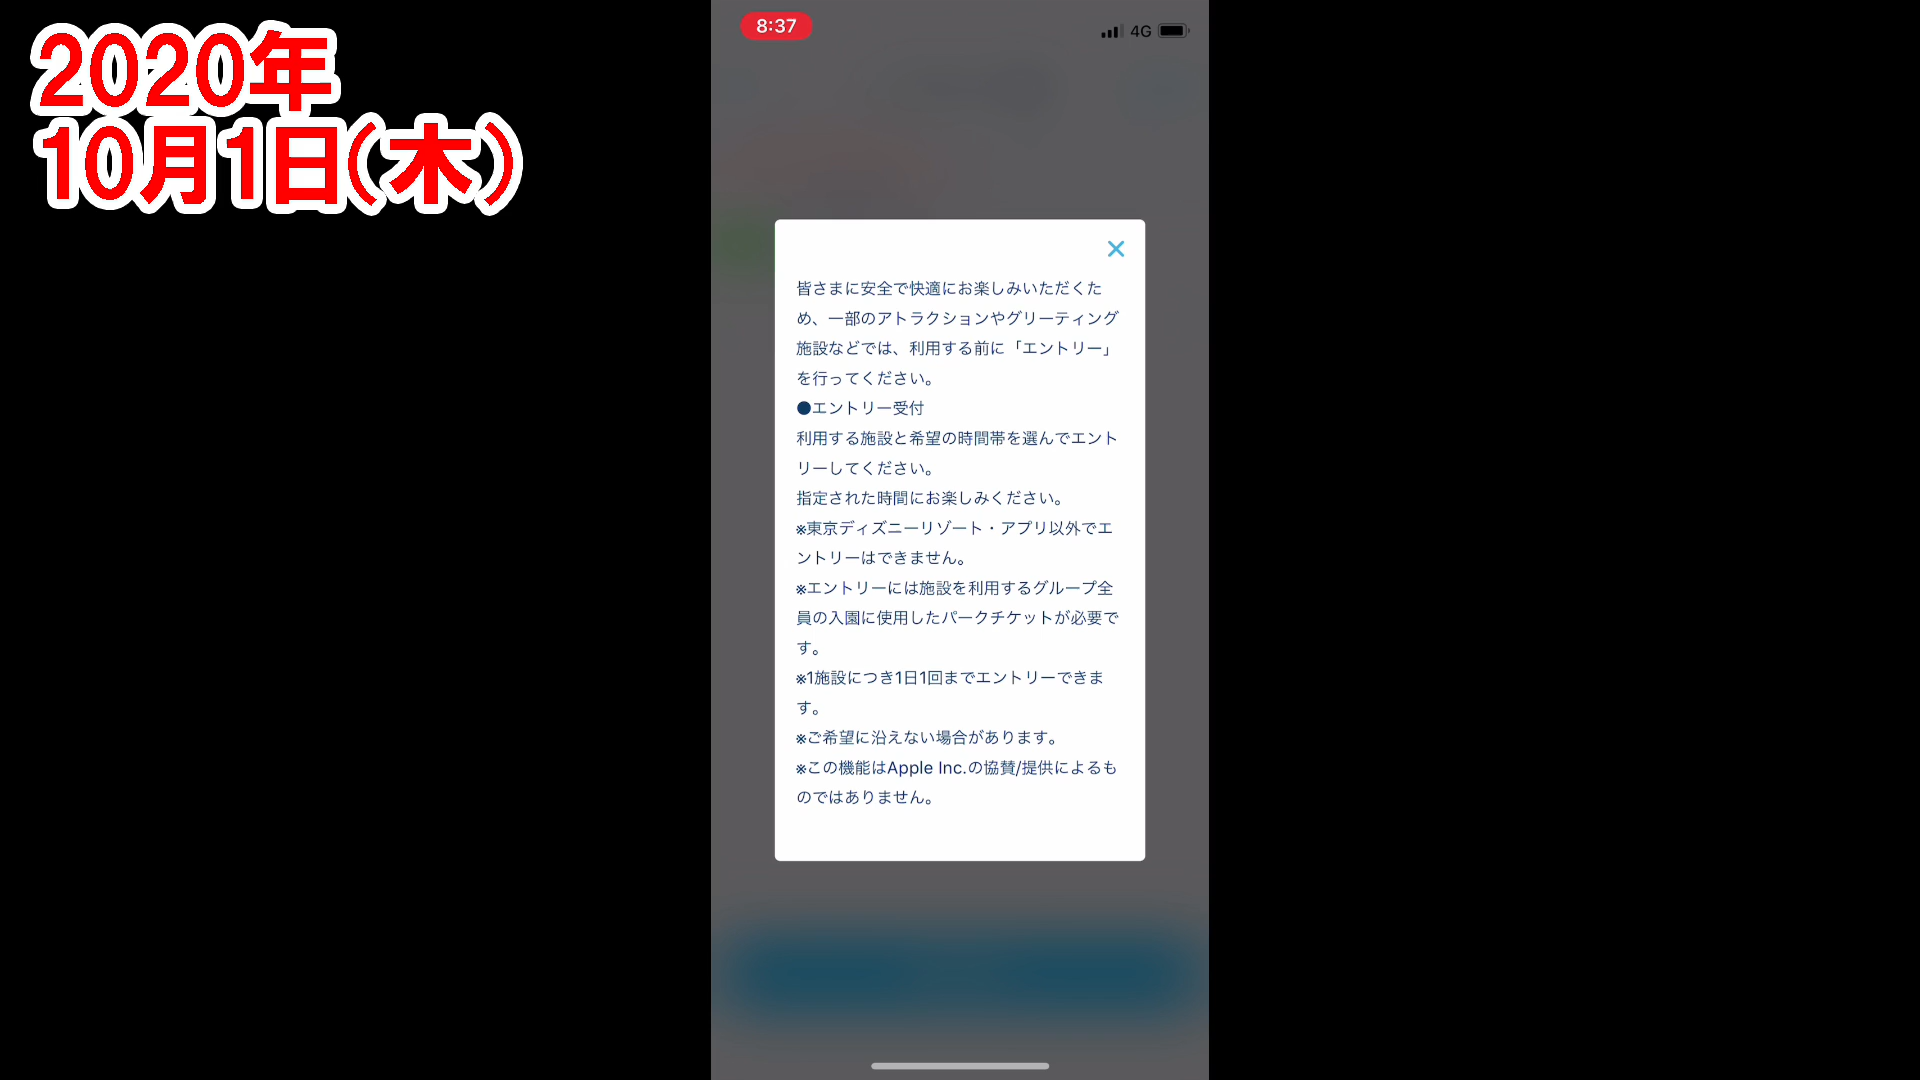 2020年
10月1日(木)
8:37
4G
皆さまに安全で快適にお楽しみいただくた
め、一部のアトラクションやグリーティング
施設などでは、利用する前に「エントリー」
を行ってください。
●エントリー受付
利用する施設と希望の時間帯を選んでエント
リーしてください。
指定された時間にお楽しみください。
※東京ディズニーリゾート・アプリ以外でエ
ントリーはできません。
※エントリーには施設を利用するグループ全
員の入園に使用したパークチケットが必要で
す。
※1施設につき1日1回までエントリーできま
す。
※ご希望に沿えない場合があります。
※この機能はApple Inc.の協賛/提供によるも
のではありません。